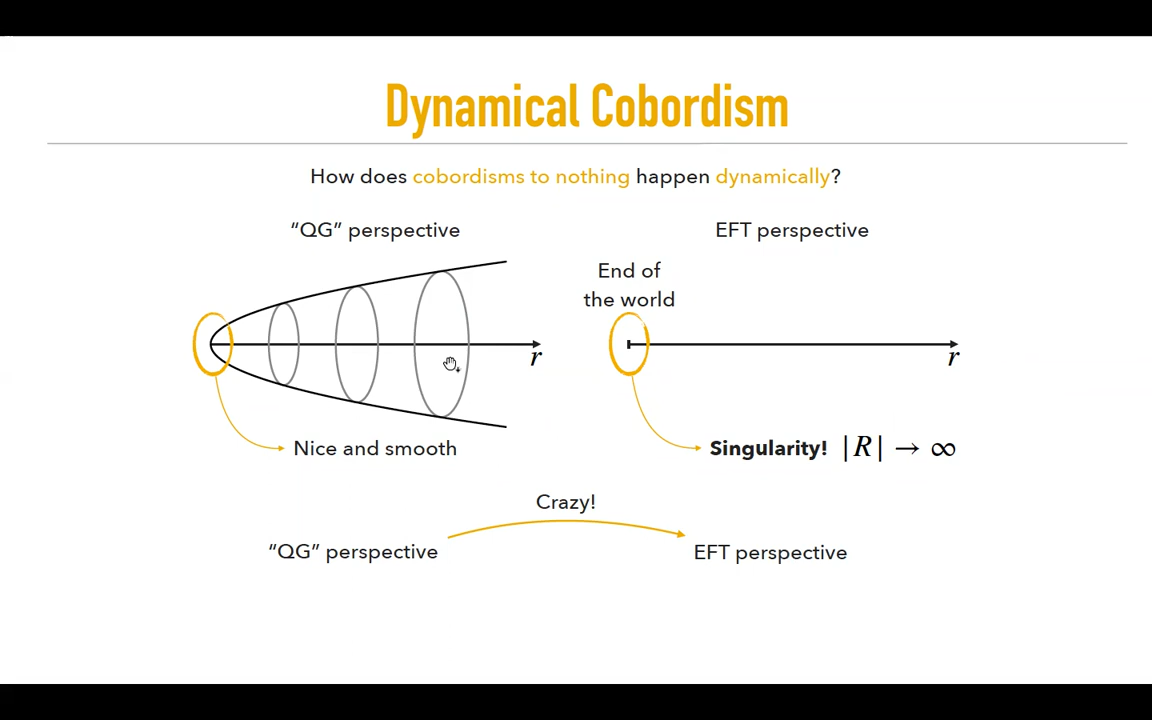 Dynamical Cobordism
How does cobordisms to nothing happen dynamically?
“QG” perspective
EFT perspective
End of
the world
r
r
Nice and smooth
Singularity! |R| → ∞
Crazy!
“QG” perspective
EFT perspective